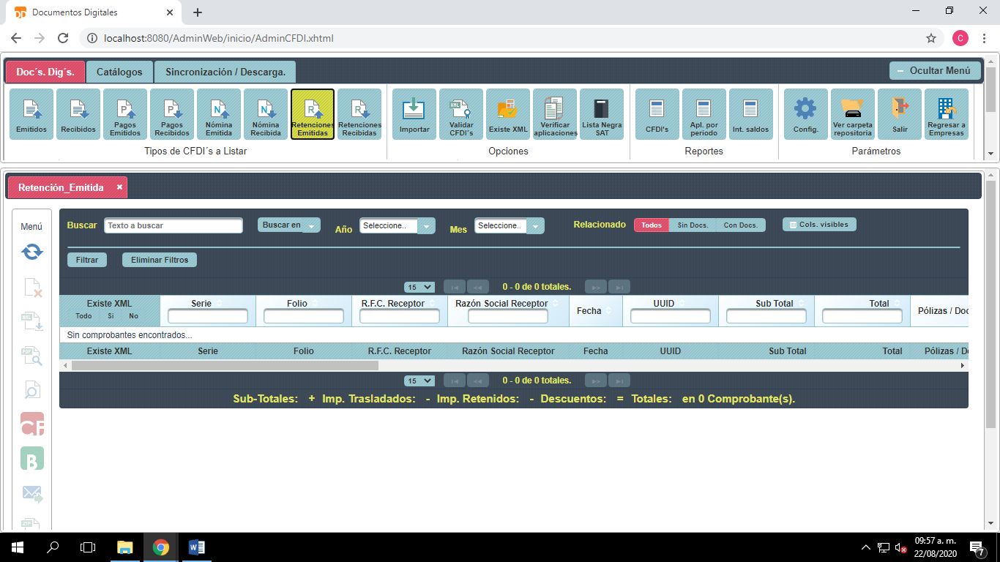 Documentos Digitales
localhost:8080/AdminWeb/inicio/AdminCFDI.xhtml
C
Doc´s. Dig´s.
Catálogos
Sincronización / Descarga.
Ocultar Menú
Emitidos
Recibidos
Pagos Emitidos
Pagos Recibidos
Nómina Emitida
Nómina Recibida
Retenciones Emitidas
Retenciones Recibidas
Tipos de CFDI´s a Listar
Importar
Validar CFDI´s
Existe XML
Verificar aplicaciones
Lista Negra SAT
Opciones
CFDI's
Apl. por periodo
Int. saldos
Reportes
Config.
Ver carpeta repositoria
Salir
Regresar a Empresas
Parámetros
Retención_Emitida
Menú
Buscar
Texto a buscar
Buscar en
Año
Seleccione..
Mes
Seleccione..
Relacionado
Todos
Sin Docs.
Con Docs.
Cols. visibles
Filtrar
Eliminar Filtros
15
0 - 0 de 0 totales.
Existe XML
Todo Si No
Serie
Folio
R.F.C. Receptor
Razón Social Receptor
Fecha
UUID
Sub Total
Total
Pólizas / Doc
Sin comprobantes encontrados...
Existe XML
Serie
Folio
R.F.C. Receptor
Razón Social Receptor
Fecha
UUID
Sub Total
Total
Pólizas / Do
15
0 - 0 de 0 totales.
Sub-Totales: + Imp. Trasladados: - Imp. Retenidos: - Descuentos: = Totales: en 0 Comprobante(s).
09:57 a. m.
22/08/2020
7